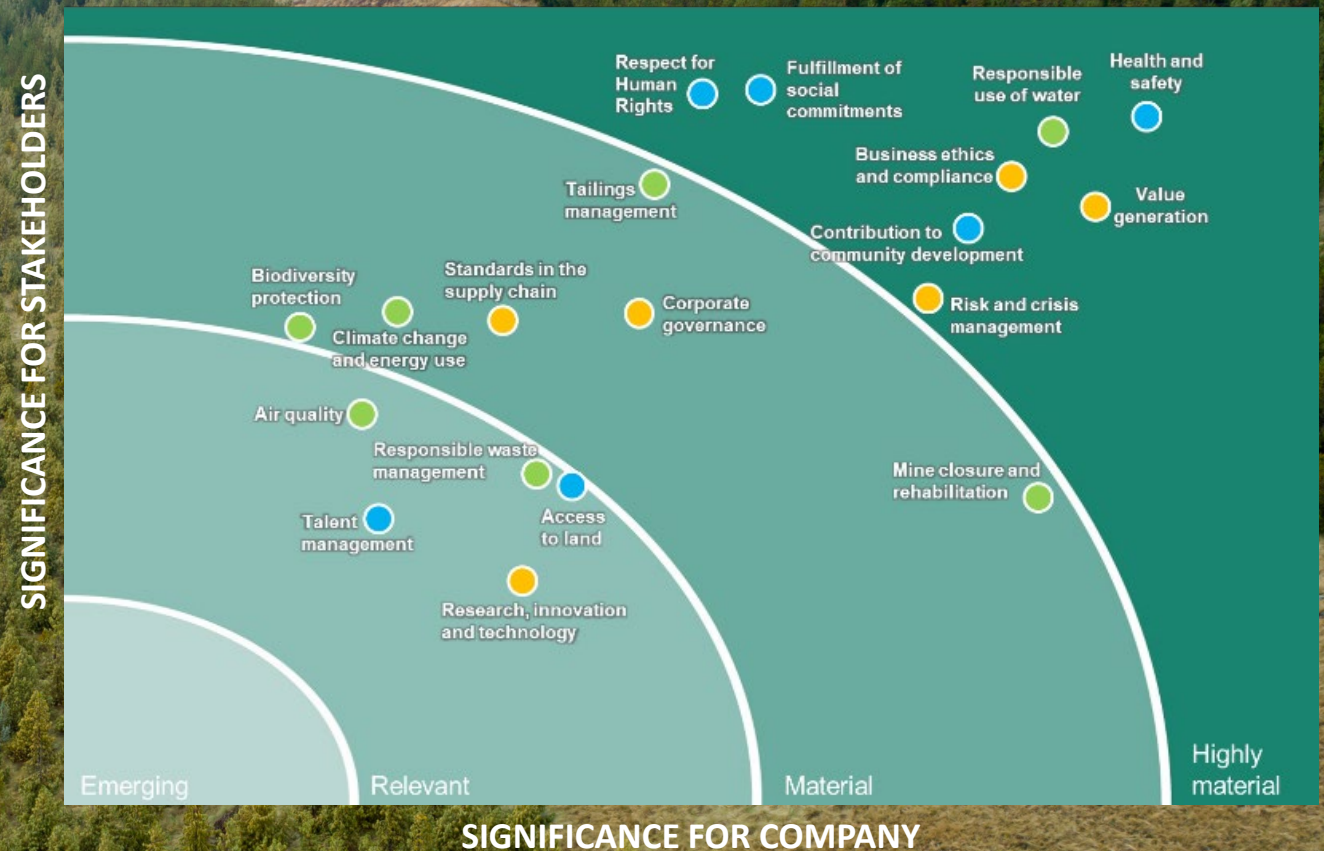 SIGNIFICANCE FOR STAKEHOLDERS
Respect for
Human
Rights
Fulfillment of
social
commitments
Responsible
use of water
Health and
safety
Business ethics
and compliance
Value
generation
Tailings
management
Contribution to
community development
Biodiversity
protection
Standards in the
supply chain
Corporate
governance
Risk and crisis
management
Climate change
and energy use
Air quality
Responsible waste
management
Mine closure and
rehabilitation
Talent
management
Access
to land
Research, innovation
and technology
Emerging
Relevant
Material
Highly
material
SIGNIFICANCE FOR COMPANY